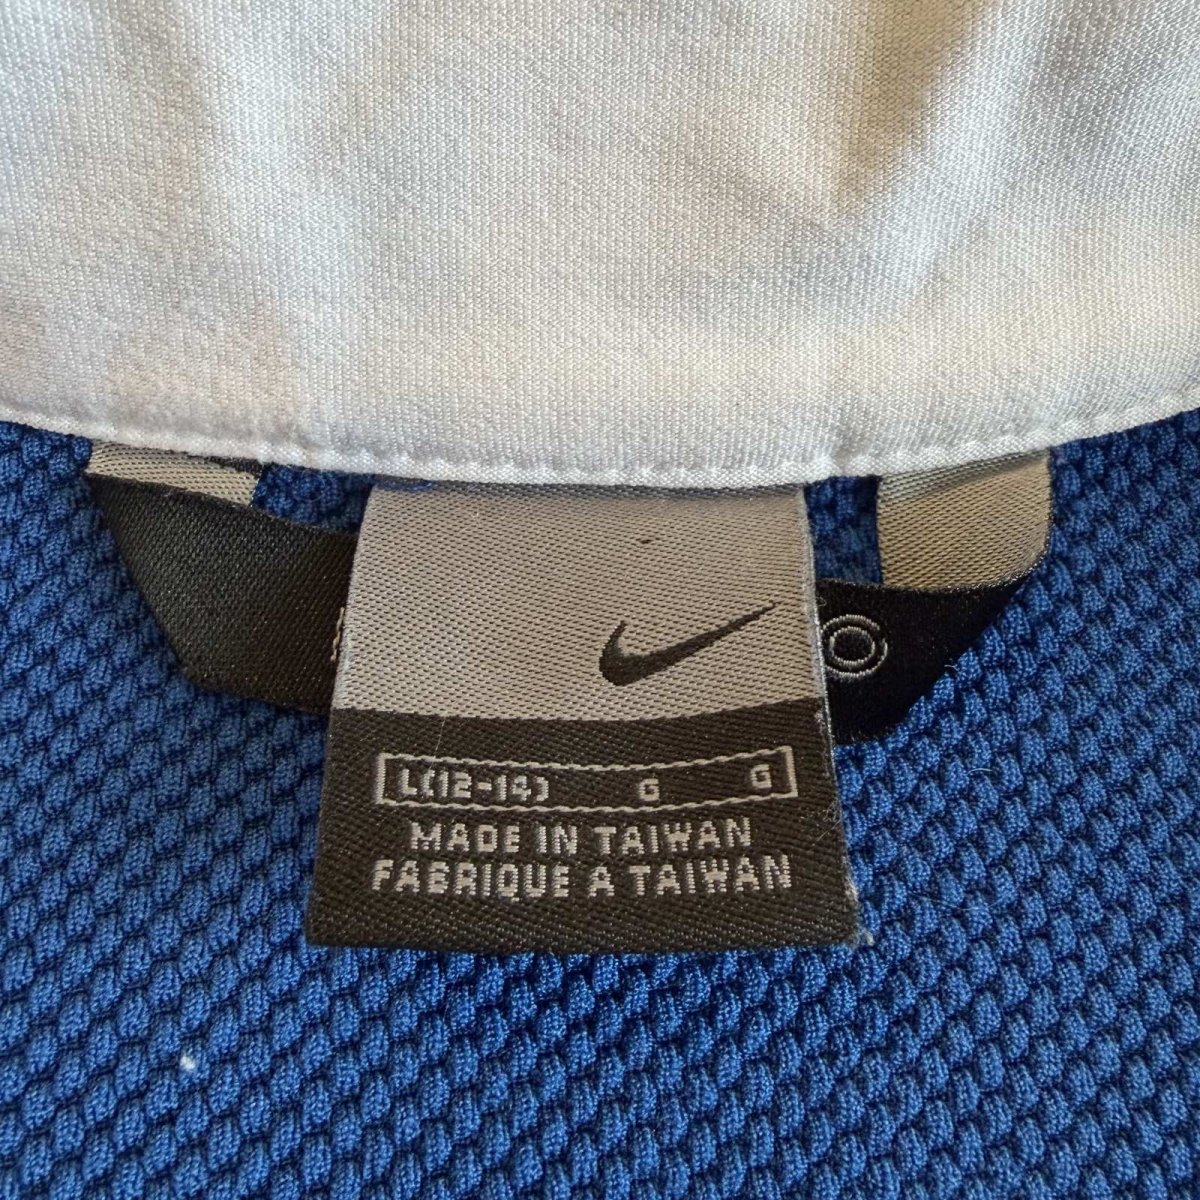 L(12-14) G G
MADE IN TAIWAN
FABRIQUE A TAIWAN